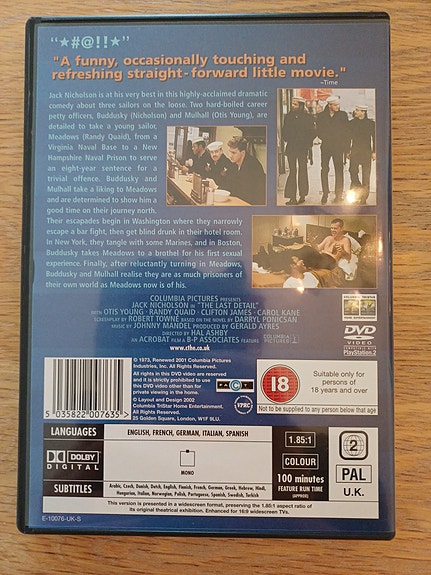 "★#@!!★"
"A funny, occasionally touching and
refreshing straight-forward little movie."
–Time
Jack Nicholson is at his very best in this highly-acclaimed dramatic
comedy about three sailors on the loose. Two hard-boiled career
petty officers, Buddusky (Nicholson) and Mulhall (Otis Young), are
detailed to take a young sailor,
Meadows (Randy Quaid), from a
Virginia Naval Base to a New
Hampshire Naval Prison to serve
an eight-year sentence for a
trivial offence. Buddusky and
Mulhall take a liking to Meadows
and are determined to show him a
good time on their journey north.
Their escapades begin in Washington where they narrowly
escape a bar fight, then get blind drunk in their hotel room.
In New York, they tangle with some Marines, and in Boston,
Buddusky takes Meadows to a brothel for his first sexual
experience. Finally, after reluctantly turning in Meadows,
Buddusky and Mulhall realise they are as much prisoners of
their own world as Meadows now is of his.
COLUMBIA PICTURES PRESENTS
JACK NICHOLSON IN "THE LAST DETAIL"
WITH OTIS YOUNG · RANDY QUAID · CLIFTON JAMES · CAROL KANE
SCREENPLAY BY ROBERT TOWNE BASED ON THE NOVEL BY DARRYL PONICSAN
MUSIC BY JOHNNY MANDEL PRODUCED BY GERALD AYRES
DIRECTED BY HAL ASHBY
AN ACROBAT FILM A B-P ASSOCIATES FEATURE
COLUMBIA PICTURES
www.cthe.co.uk
DVD
VIDEO
COMPATIBLE WITH
PlayStation.2
© 1973, Renewed 2001 Columbia Pictures
Industries, Inc. All Rights Reserved.
All rights in this DVD video are reserved
and it is strictly prohibited to use
this DVD video other than for
private viewing in the home.
© Layout and Design 2002
Columbia TriStar Home Entertainment.
All Rights Reserved.
25 Golden Square, London, W1F 9LU.
5 035822 007635 >
FACT
VPRC
18
Suitable only for
persons of
18 years and over
Not to be supplied to any person below that age
LANGUAGES
ENGLISH, FRENCH, GERMAN, ITALIAN, SPANISH
DOLBY
DIGITAL
MONO
SUBTITLES
Arabic, Czech, Danish, Dutch, English, Finnish, French, German, Greek, Hebrew, Hindi,
Hungarian, Italian, Norwegian, Polish, Portuguese, Spanish, Swedish, Turkish
1.85:1
COLOUR
100 minutes
FEATURE RUN TIME
(APPROX)
2
PAL
U.K.
This version is presented in a widescreen format, preserving the 1.85:1 aspect ratio of
its original theatrical exhibition. Enhanced for 16:9 widescreen TVs.
E-10076-UK-S